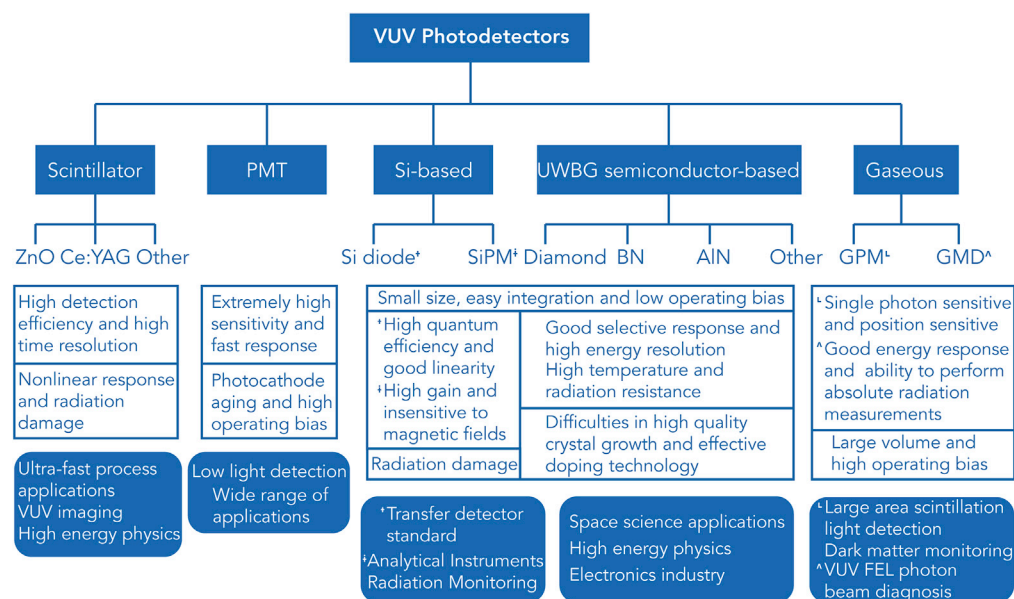 VUV Photodetectors
Scintillator
PMT
Si-based
UWBG semiconductor-based
Gaseous
ZnO Ce:YAG Other
Si diode⸸
SiPM⸸
Diamond BN
AlN
Other
GPMᴸ
GMD^
High detection
efficiency and high
time resolution
Nonlinear response
and radiation
damage
Ultra-fast process
applications
VUV imaging
High energy physics
Extremely high
sensitivity and
fast response
Photocathode
aging and high
operating bias
Low light detection
Wide range of
applications
Small size, easy integration and low operating bias
⸸High quantum
efficiency and
good linearity
⸸High gain and
insensitive to
magnetic fields
Radiation damage
⸸Transfer detector
standard
⸸Analytical Instruments
Radiation Monitoring
Good selective response and
high energy resolution
High temperature and
radiation resistance
Difficulties in high quality
crystal growth and effective
doping technology
Space science applications
High energy physics
Electronics industry
ᴸSingle photon sensitive
and position sensitive
^Good energy response
and ability to perform
absolute radiation
measurements
Large volume and
high operating bias
ᴸLarge area scintillation
light detection
Dark matter monitoring
^VUV FEL photon
beam diagnosis